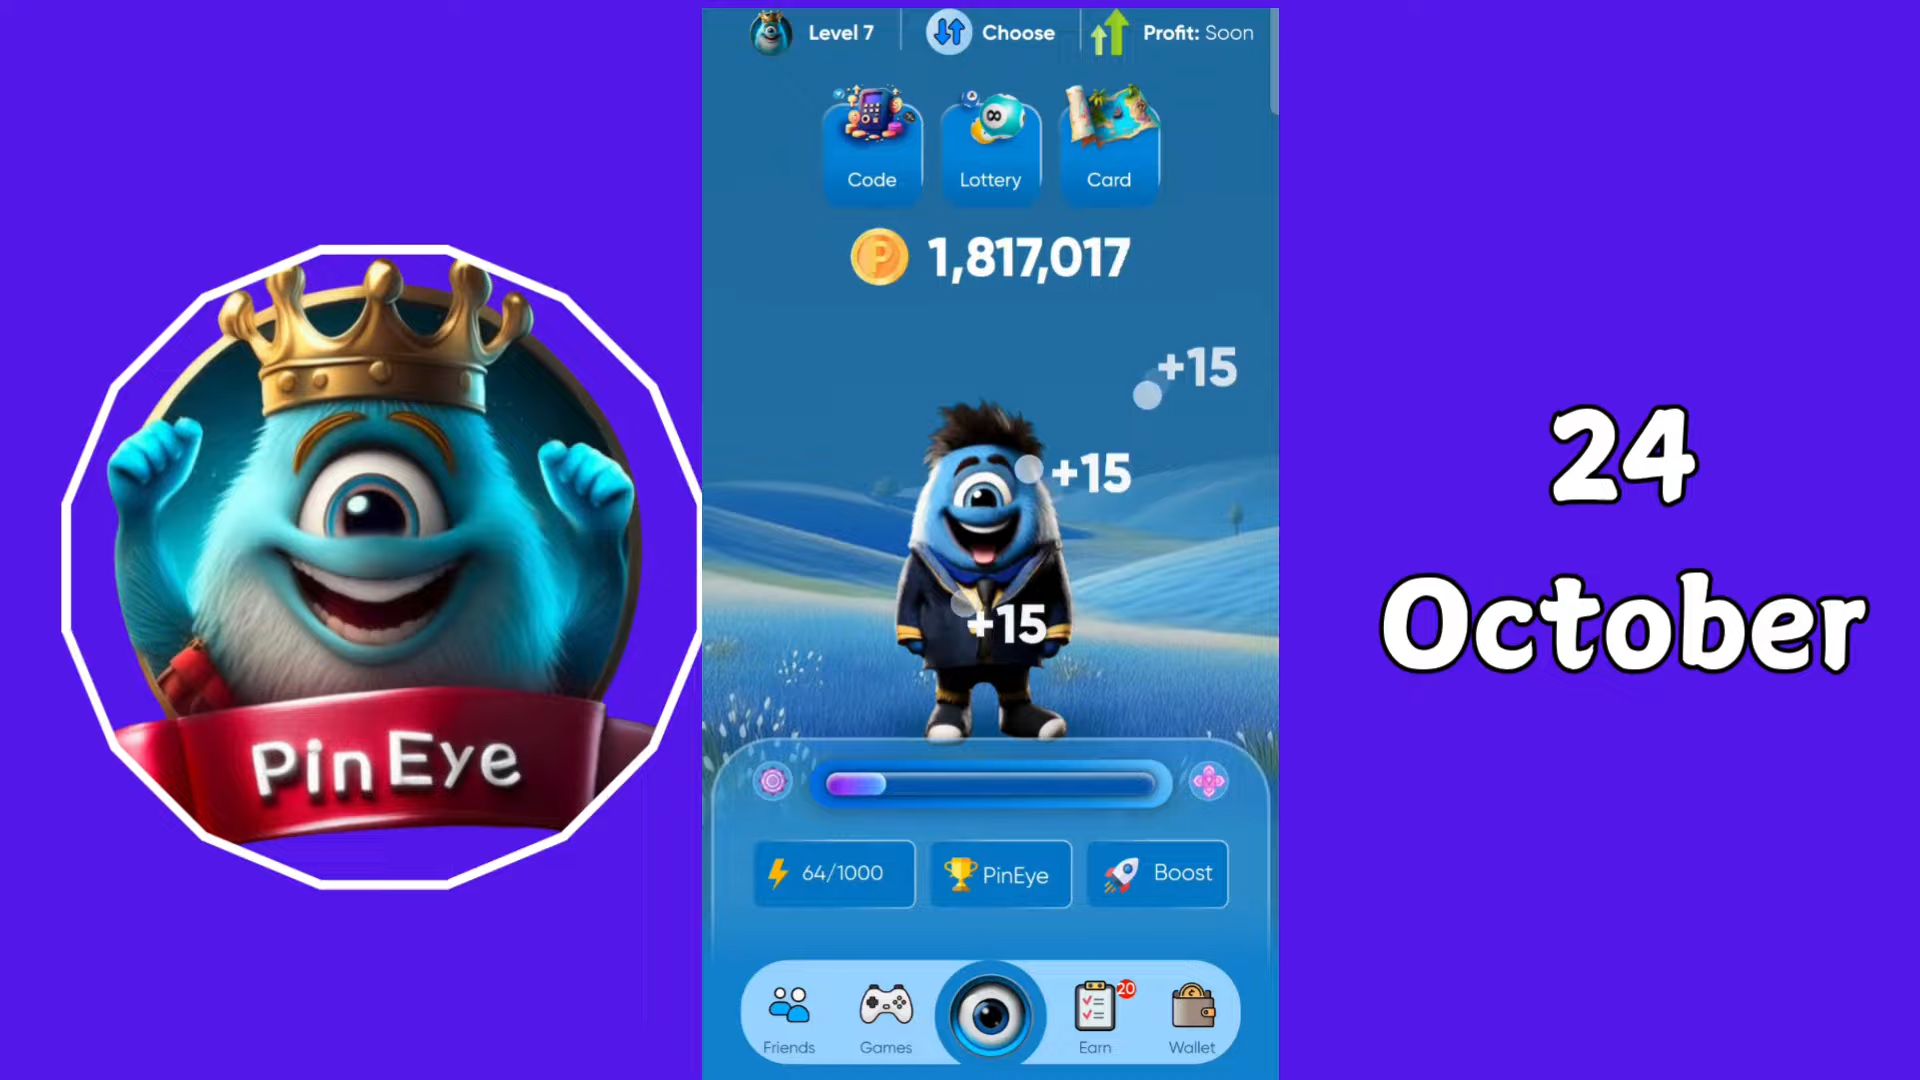 Level 7
Choose
Profit: Soon
Code
Lottery
Card
P
1,817,017
+15
+15
+15
PinEye
24
October
64/1000
PinEye
Boost
20
Friends
Games
Earn
Wallet